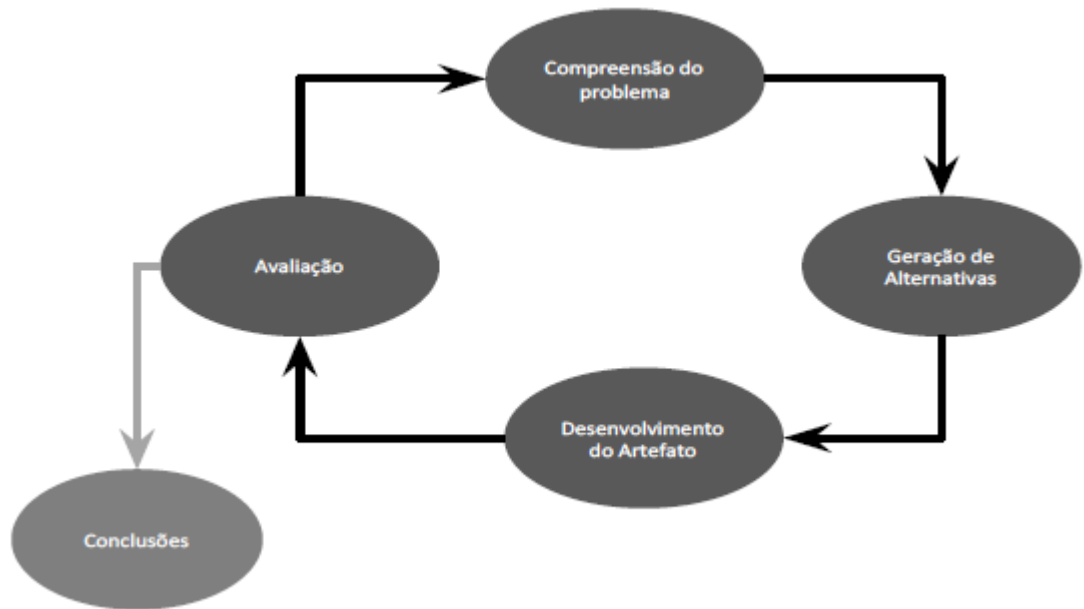 Compreensão do
problema
Avaliação
Geração de
Alternativas
Desenvolvimento
do Artefato
Conclusões